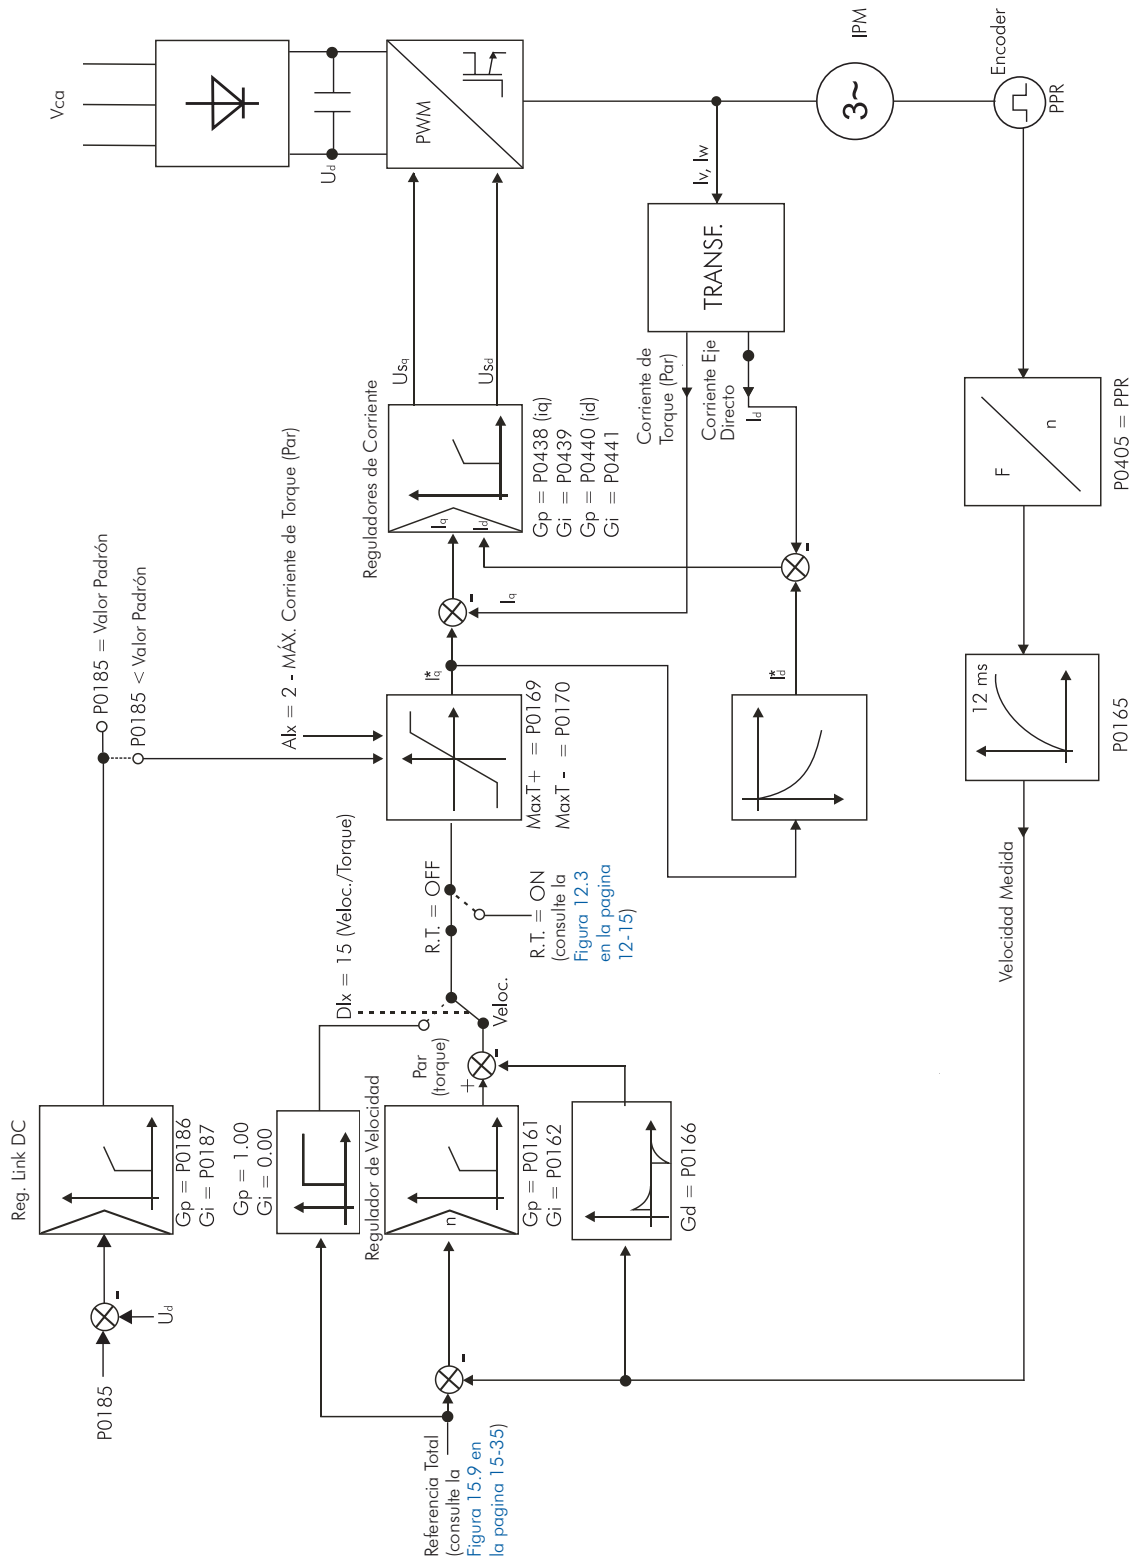 Reg. Link DC
P0185
Ud
-
Gp = P0186
Gi = P0187
P0185 = Valor Padrón
P0185 < Valor Padrón
Vca
Ud
PWM
Gp = 1.00
Gi = 0.00
Par
(torque)
DIx = 15 (Veloc./Torque)
Veloc.
AIx = 2 - MÁX. Corriente de Torque (Par)
Reguladores de Corriente
Usq
Usd
Regulador de Velocidad
n
+
-
Gp = P0161
Gi = P0162
R.T. = OFF
R.T. = ON
(consulte la
Figura 12.3
en la pagina
12-15)
I*q
-
Iq
MaxT+ = P0169
MaxT - = P0170
Iq
Id
Gp = P0438 (iq)
Gi = P0439
Gp = P0440 (id)
Gi = P0441
Referencia Total
(consulte la
Figura 15.9 en
la pagina 15-35)
-
Gd = P0166
I*d
-
Corriente de
Torque (Par)
Corriente Eje
Directo
Id
TRANSF.
Iv, Iw
3~
IPM
Encoder
PPR
Velocidad Medida
12 ms
P0165
F
n
P0405 = PPR